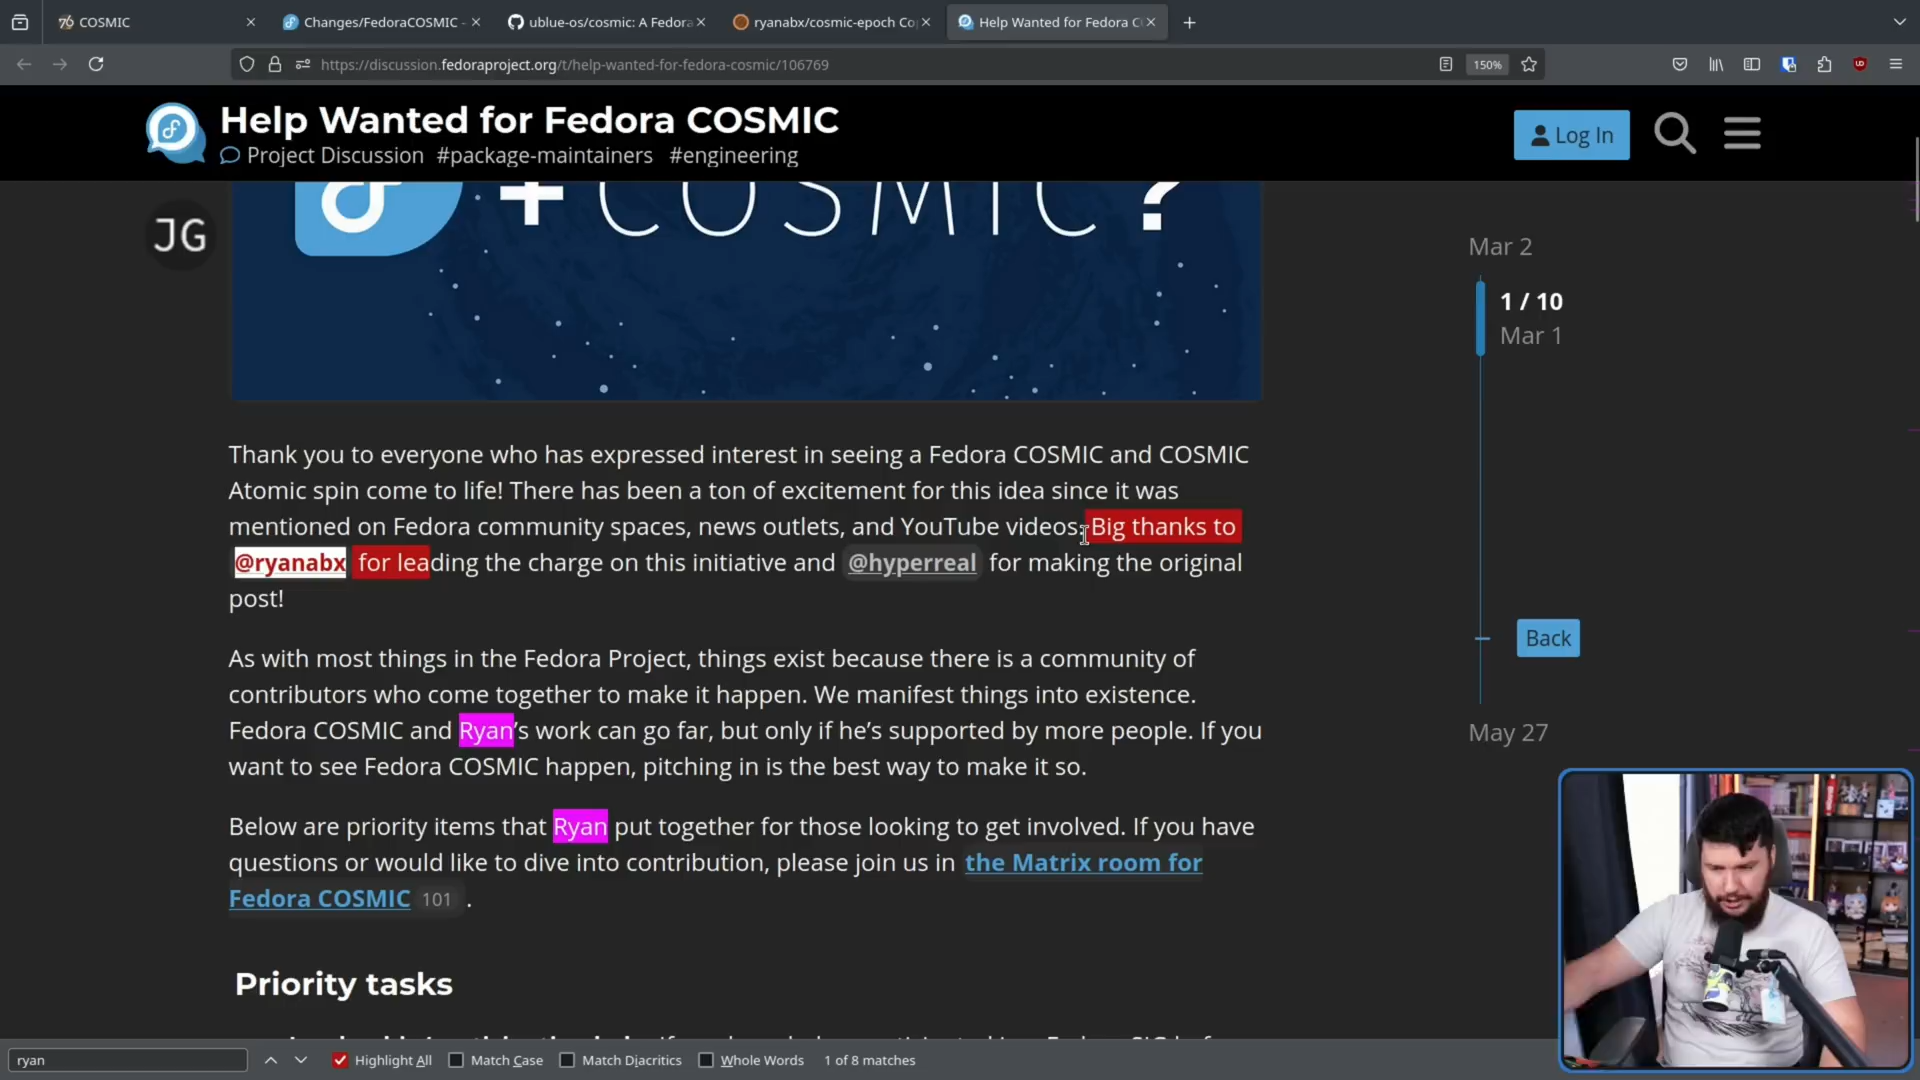 COSMIC
Changes/FedoraCOSMIC -
ublue-os/cosmic: A Fedora
ryanabx/cosmic-epoch Co
Help Wanted for Fedora C
https://discussion.fedoraproject.org/t/help-wanted-for-fedora-cosmic/106769
150%
Help Wanted for Fedora COSMIC
Project Discussion #package-maintainers #engineering
Log In
JG
+ COSMIC?
Mar 2
1 / 10
Mar 1
Back
May 27
Thank you to everyone who has expressed interest in seeing a Fedora COSMIC and COSMIC
Atomic spin come to life! There has been a ton of excitement for this idea since it was
mentioned on Fedora community spaces, news outlets, and YouTube videos. Big thanks to
@ryanabx for leading the charge on this initiative and @hyperreal for making the original
post!
As with most things in the Fedora Project, things exist because there is a community of
contributors who come together to make it happen. We manifest things into existence.
Fedora COSMIC and Ryan’s work can go far, but only if he’s supported by more people. If you
want to see Fedora COSMIC happen, pitching in is the best way to make it so.
Below are priority items that Ryan put together for those looking to get involved. If you have
questions or would like to dive into contribution, please join us in the Matrix room for
Fedora COSMIC 101 .
Priority tasks
ryan
Highlight All
Match Case
Match Diacritics
Whole Words
1 of 8 matches